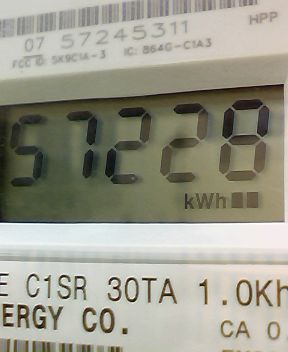 HPP
07 57245311
FCC ID: SK9C1A-3 IC: 864G-C1A3
57228
kWh
E C1SR 30TA 1.0Kh
ERGY CO.
CA 0.